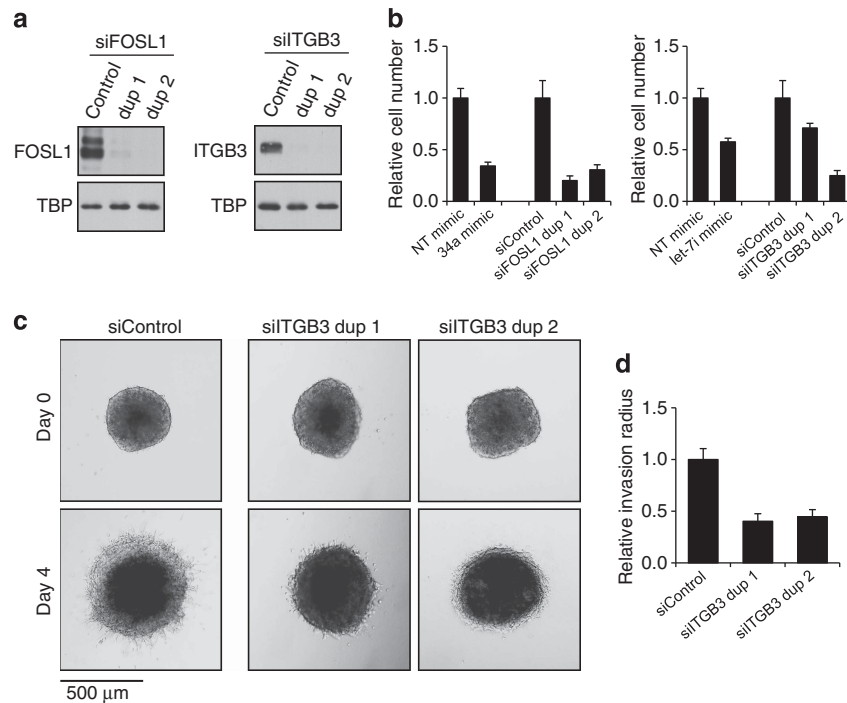 a
siFOSL1
Control
dup 1
dup 2
FOSL1
TBP
siITGB3
Control
dup 1
dup 2
ITGB3
TBP
b
Relative cell number
1.5
1.0
0.5
0.0
NT mimic
34a mimic
siControl
siFOSL1 dup 1
siFOSL1 dup 2
Relative cell number
1.5
1.0
0.5
0.0
NT mimic
let-7i mimic
siControl
siITGB3 dup 1
siITGB3 dup 2
c
siControl
siITGB3 dup 1
siITGB3 dup 2
Day 0
Day 4
500 μm
d
Relative invasion radius
1.5
1.0
0.5
0.0
siControl
siITGB3 dup 1
siITGB3 dup 2